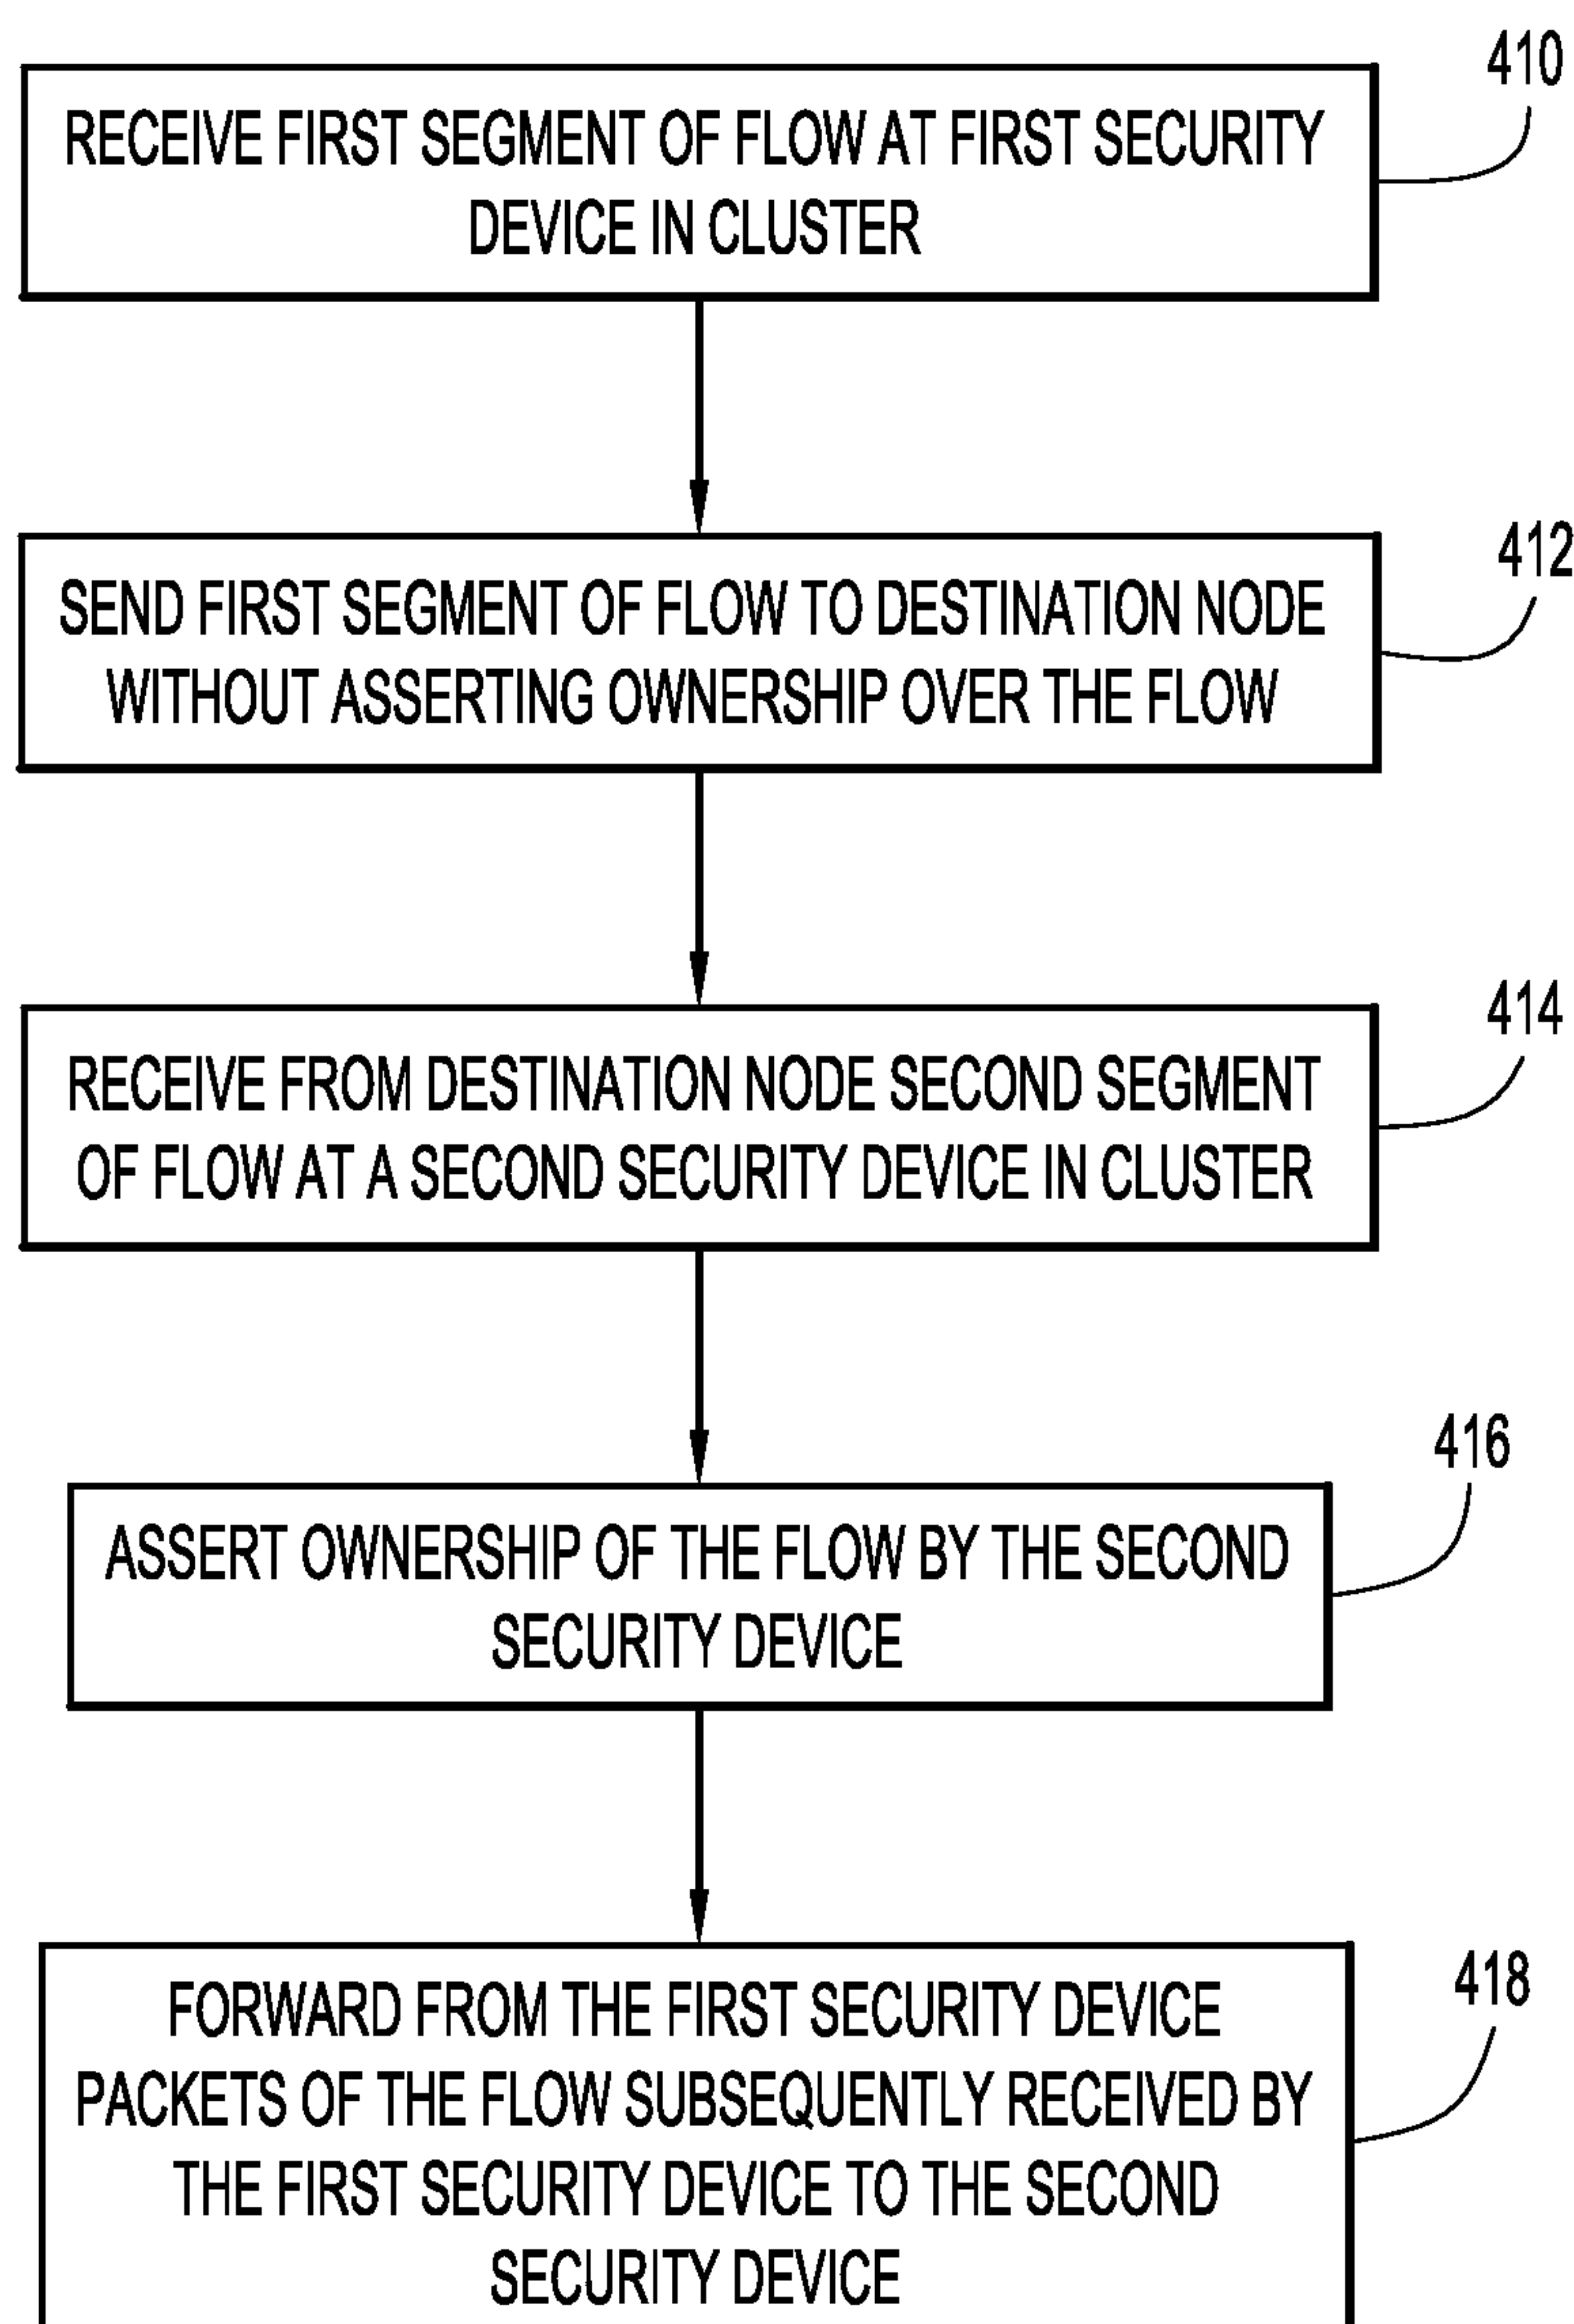 410
RECEIVE FIRST SEGMENT OF FLOW AT FIRST SECURITY
DEVICE IN CLUSTER
412
SEND FIRST SEGMENT OF FLOW TO DESTINATION NODE
WITHOUT ASSERTING OWNERSHIP OVER THE FLOW
414
RECEIVE FROM DESTINATION NODE SECOND SEGMENT
OF FLOW AT A SECOND SECURITY DEVICE IN CLUSTER
416
ASSERT OWNERSHIP OF THE FLOW BY THE SECOND
SECURITY DEVICE
418
FORWARD FROM THE FIRST SECURITY DEVICE
PACKETS OF THE FLOW SUBSEQUENTLY RECEIVED BY
THE FIRST SECURITY DEVICE TO THE SECOND
SECURITY DEVICE